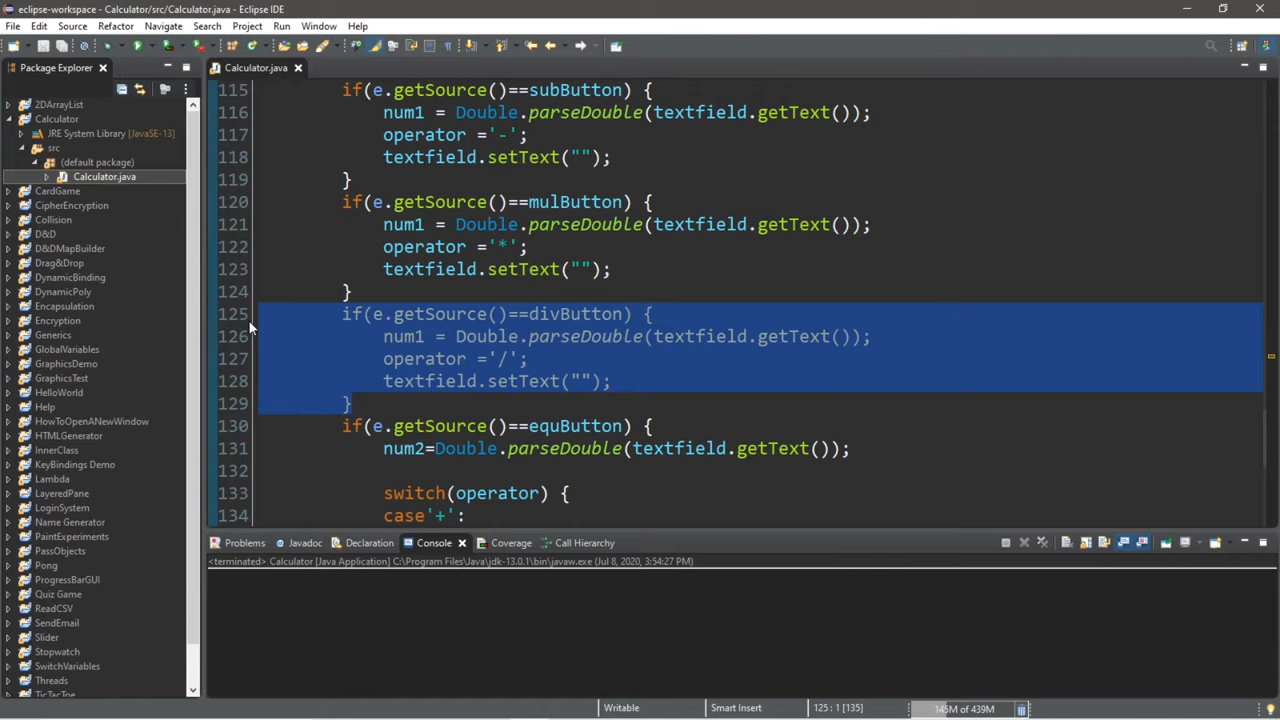 eclipse-workspace - Calculator/src/Calculator.java - Eclipse IDE
File Edit Source Refactor Navigate Search Project Run Window Help
Package Explorer
2DArrayList
Calculator
JRE System Library [JavaSE-13]
src
(default package)
Calculator.java
CardGame
CipherEncryption
Collision
D&D
D&DMapBuilder
Drag&Drop
DynamicBinding
DynamicPoly
Encapsulation
Encryption
Generics
GlobalVariables
GraphicsDemo
GraphicsTest
HelloWorld
Help
HowToOpenANewWindow
HTMLGenerator
InnerClass
KeyBindings Demo
Lambda
LayeredPane
LoginSystem
Name Generator
PaintExperiments
PassObjects
Pong
ProgressBarGUI
Quiz Game
ReadCSV
SendEmail
Slider
Stopwatch
SwitchVariables
Threads
TicTacToe
Calculator.java
115 if(e.getSource()==subButton) {
116 num1 = Double.parseDouble(textfield.getText());
117 operator ='-';
118 textfield.setText("");
119 }
120 if(e.getSource()==mulButton) {
121 num1 = Double.parseDouble(textfield.getText());
122 operator ='*';
123 textfield.setText("");
124 }
125 if(e.getSource()==divButton) {
126 num1 = Double.parseDouble(textfield.getText());
127 operator ='/';
128 textfield.setText("");
129 }
130 if(e.getSource()==equButton) {
131 num2=Double.parseDouble(textfield.getText());
132
133 switch(operator) {
134 case'+':
Problems Javadoc Declaration Console Coverage Call Hierarchy
<terminated> Calculator [Java Application] C:\Program Files\Java\jdk-13.0.1\bin\javaw.exe (Jul 8, 2020, 3:54:27 PM)
Writable Smart Insert 125 : 1 [135] 145M of 439M